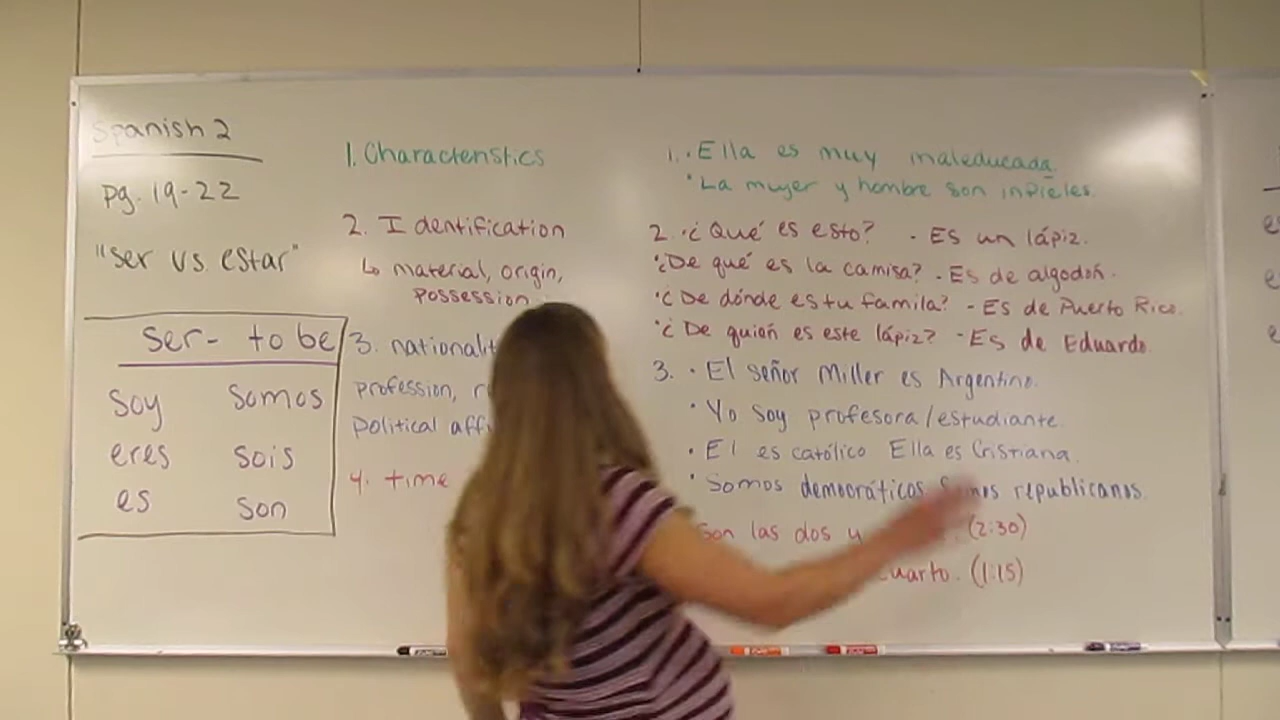 Spanish 2
pg. 19-22
"ser vs estar"
ser - to be
soy somos
eres sois
es son
1. Characteristics
2. Identification
↳ material, origin,
possession
3. nationalit
profession, r
political aff
4. time
1. · Ella es muy maleducada.
· La mujer y hombre son infieles.
2. · ¿Qué es esto? - Es un lápiz.
· ¿De qué es la camisa? - Es de algodón.
· ¿De dónde es tu famila? - Es de Puerto Rico.
· ¿De quién es este lápiz? - Es de Eduardo.
3. · El señor Miller es Argentino.
· Yo soy profesora/estudiante.
· El es católico Ella es Cristiana.
· Somos democráticos Somos republicanos.
Son las dos y (2:30)
cuarto. (1:15)